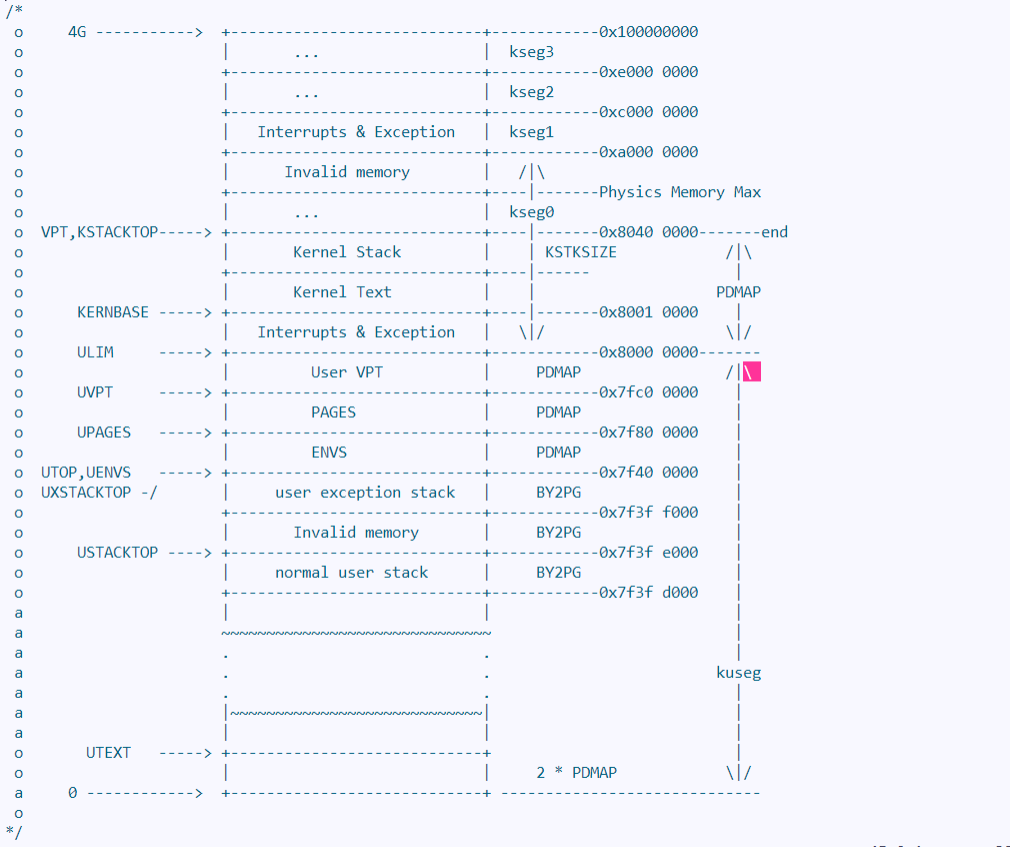 /*
o 4G -----------> +----------------------------+------------0x100000000
o | ... | kseg3
o +----------------------------+------------0xe000 0000
o | ... | kseg2
o +----------------------------+------------0xc000 0000
o | Interrupts & Exception | kseg1
o +----------------------------+------------0xa000 0000
o | Invalid memory | /|\
o +----------------------------+----|-------Physics Memory Max
o | ... | kseg0
o VPT,KSTACKTOP-----> +----------------------------+----|-------0x8040 0000-------end
o | Kernel Stack | | KSTKSIZE /|\
o +----------------------------+----|------ |
o | Kernel Text | | PDMAP
o KERNBASE -----> +----------------------------+----|-------0x8001 0000 |
o | Interrupts & Exception | \|/ \|/
o ULIM -----> +----------------------------+------------0x8000 0000-------
o | User VPT | PDMAP /|\
o UVPT -----> +----------------------------+------------0x7fc0 0000 |
o | PAGES | PDMAP |
o UPAGES -----> +----------------------------+------------0x7f80 0000 |
o | ENVS | PDMAP |
o UTOP,UENVS -----> +----------------------------+------------0x7f40 0000 |
o UXSTACKTOP -/ | user exception stack | BY2PG |
o +----------------------------+------------0x7f3f f000 |
o | Invalid memory | BY2PG |
o USTACKTOP ----> +----------------------------+------------0x7f3f e000 |
o | normal user stack | BY2PG |
o +----------------------------+------------0x7f3f d000 |
a | | |
a ~~~~~~~~~~~~~~~~~~~~~~~~~~~~~~ |
a . . |
a . . kuseg
a . . |
a |~~~~~~~~~~~~~~~~~~~~~~~~~~~~| |
a | | |
o UTEXT -----> +----------------------------+ |
o | | 2 * PDMAP \|/
a 0 ------------> +----------------------------+ -----------------------------
o
*/